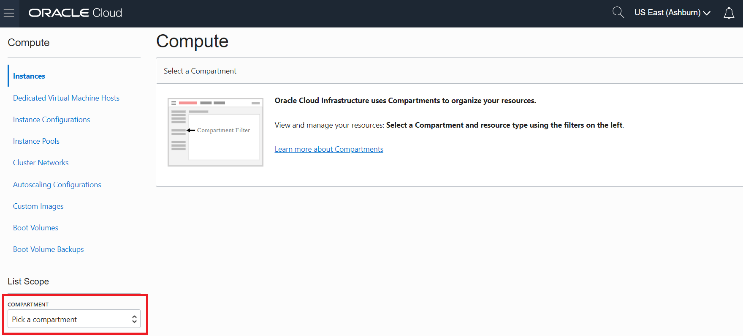 ORACLE Cloud
US East (Ashburn)
Compute
Instances
Dedicated Virtual Machine Hosts
Instance Configurations
Instance Pools
Cluster Networks
Autoscaling Configurations
Custom Images
Boot Volumes
Boot Volume Backups
List Scope
COMPARTMENT
Pick a compartment
Compute
Select a Compartment
Compartment Filter
Oracle Cloud Infrastructure uses Compartments to organize your resources.
View and manage your resources: Select a Compartment and resource type using the filters on the left.
Learn more about Compartments